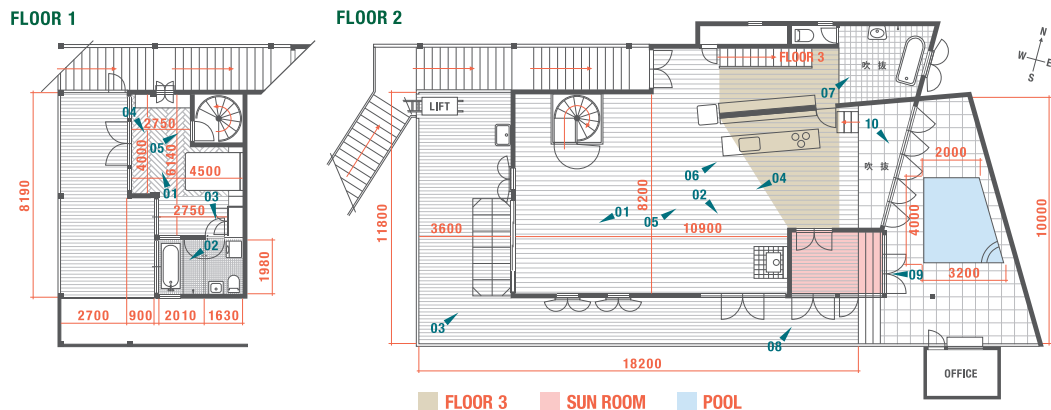 FLOOR 1
04
2750
4000
6140
05
4500
01
2750
03
02
8190
1980
2700
900
2010
1630
FLOOR 2
N
W
E
S
FLOOR 3
吹抜
07
LIFT
10
吹抜
2000
06
04
02
01
05
8200
4000
11800
3600
10900
10000
3200
09
03
08
18200
OFFICE
FLOOR 3
SUN ROOM
POOL